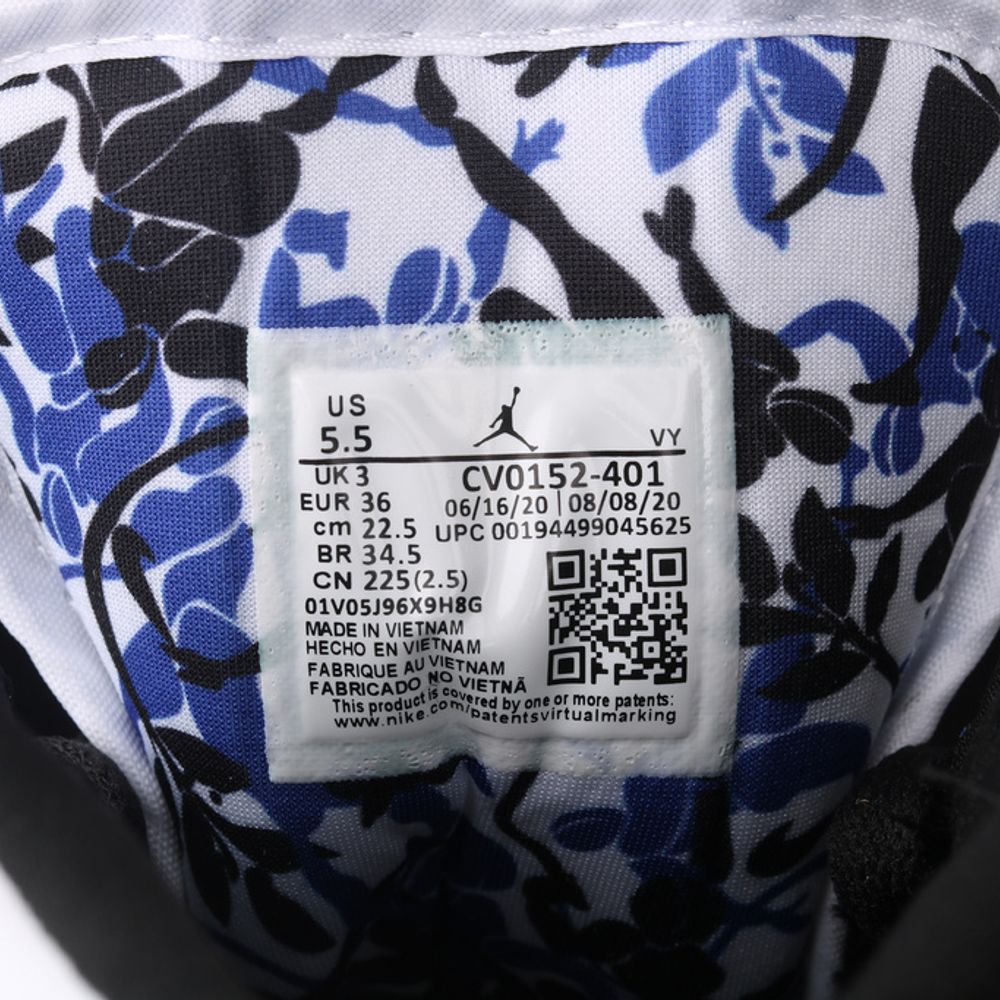 US
5.5
VY
UK 3
CV0152-401
EUR 36
06/16/20 | 08/08/20
cm 22.5
UPC 00194499045625
BR 34.5
CN 225(2.5)
01V05J96X9H8G
MADE IN VIETNAM
HECHO EN VIETNAM
FABRIQUE AU VIETNAM
FABRICADO NO VIETNÃ
This product is covered by one or more patents:
www.nike.com/patentsvirtualmarking